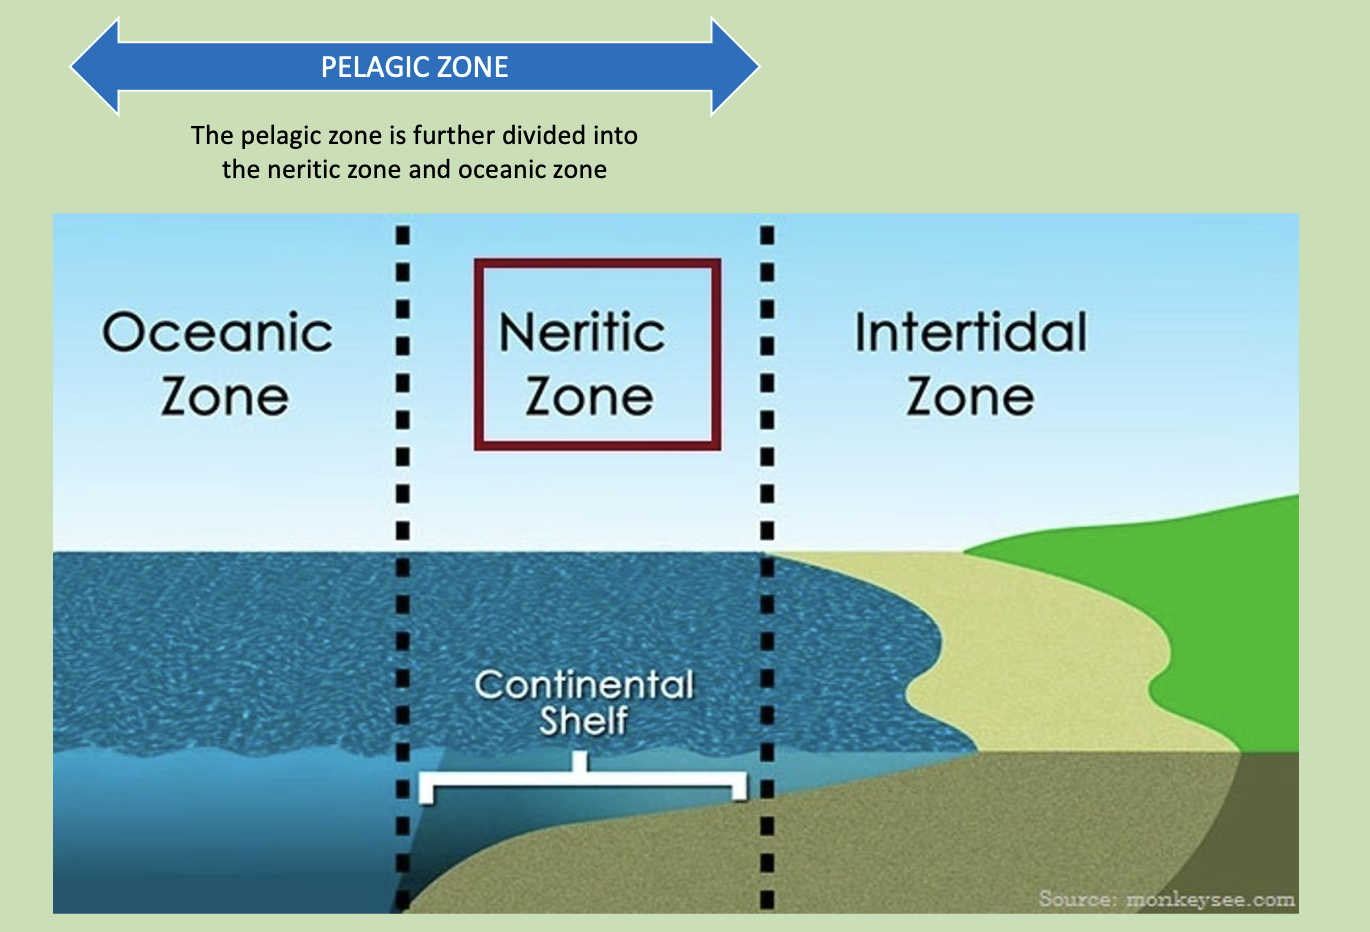 PELAGIC ZONE
The pelagic zone is further divided into
the neritic zone and oceanic zone
Oceanic
Zone
Neritic
Zone
Intertidal
Zone
Continental
Shelf
Source: monkeysee.com